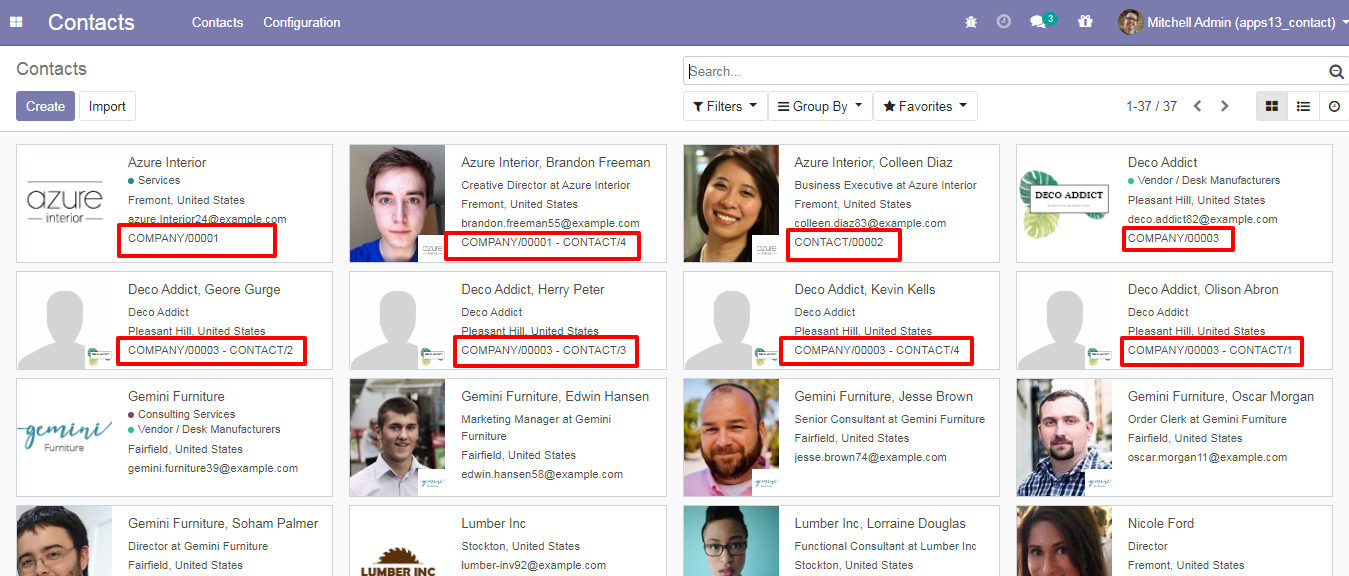 Contacts
Contacts
Configuration
3
Mitchell Admin (apps13_contact)
Contacts
Search...
Create
Import
Filters
Group By
Favorites
1-37 / 37
azure
interior
Azure Interior
Services
Fremont, United States
azure.Interior24@example.com
COMPANY/00001
azure
interior
Azure Interior, Brandon Freeman
Creative Director at Azure Interior
Fremont, United States
brandon.freeman55@example.com
COMPANY/00001 - CONTACT/4
azure
interior
Azure Interior, Colleen Diaz
Business Executive at Azure Interior
Fremont, United States
colleen.diaz83@example.com
CONTACT/00002
DECO ADDICT
Deco Addict
Vendor / Desk Manufacturers
Pleasant Hill, United States
deco.addict82@example.com
COMPANY/00003
Deco Addict, Geore Gurge
Deco Addict
Pleasant Hill, United States
COMPANY/00003 - CONTACT/2
Deco Addict, Herry Peter
Deco Addict
Pleasant Hill, United States
COMPANY/00003 - CONTACT/3
Deco Addict, Kevin Kells
Deco Addict
Pleasant Hill, United States
COMPANY/00003 - CONTACT/4
Deco Addict, Olison Abron
Deco Addict
Pleasant Hill, United States
COMPANY/00003 - CONTACT/1
gemini
Furniture
Gemini Furniture
Consulting Services
Vendor / Desk Manufacturers
Fairfield, United States
gemini.furniture39@example.com
gemini
Gemini Furniture, Edwin Hansen
Marketing Manager at Gemini
Furniture
Fairfield, United States
edwin.hansen58@example.com
gemini
Gemini Furniture, Jesse Brown
Senior Consultant at Gemini Furniture
Fairfield, United States
jesse.brown74@example.com
gemini
Gemini Furniture, Oscar Morgan
Order Clerk at Gemini Furniture
Fairfield, United States
oscar.morgan11@example.com
Gemini Furniture, Soham Palmer
Director at Gemini Furniture
Fairfield, United States
LUMBER INC
Lumber Inc
Stockton, United States
lumber-inv92@example.com
Lumber Inc, Lorraine Douglas
Functional Consultant at Lumber Inc
Stockton, United States
Nicole Ford
Director
Fremont, United States